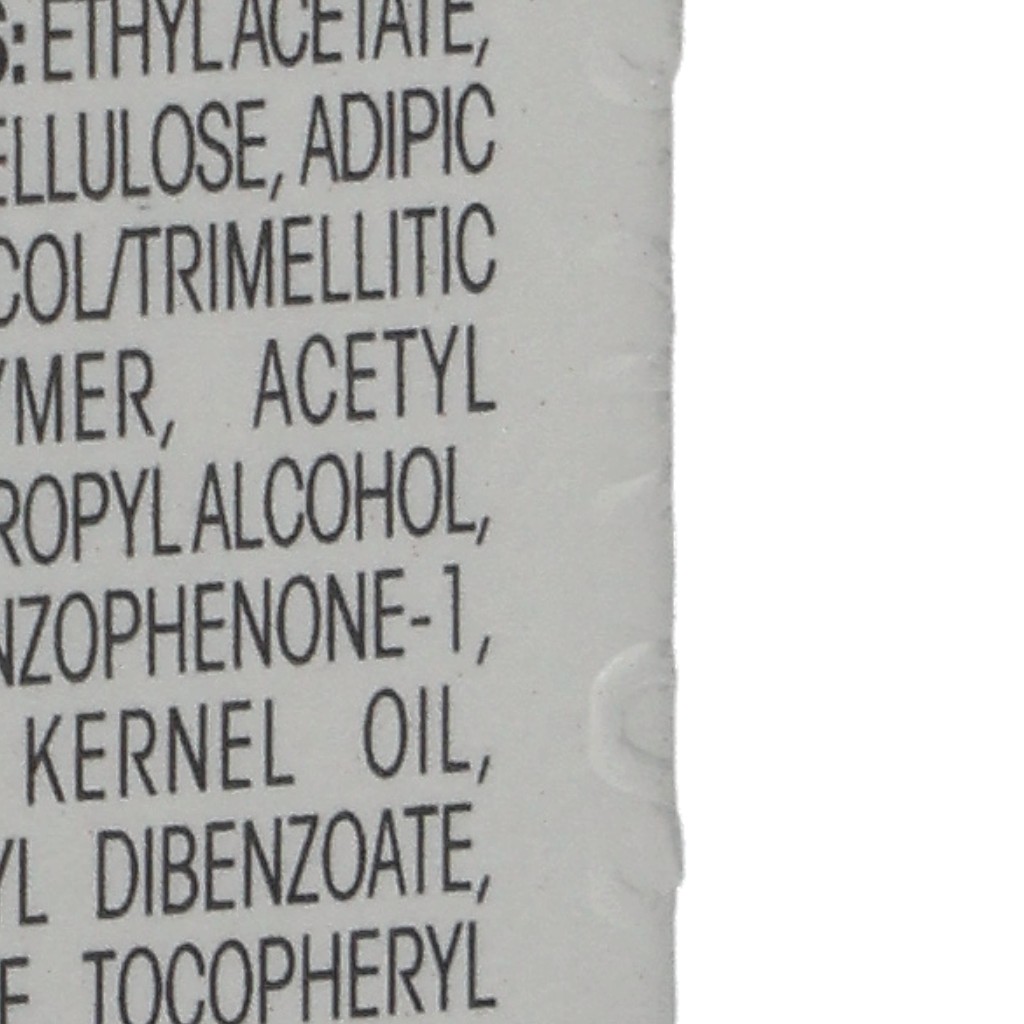 : ETHYL ACETATE,
ELLULOSE, ADIPIC
COL/TRIMELLITIC
YMER, ACETYL
ROPYL ALCOHOL,
NZOPHENONE-1,
KERNEL OIL,
YL DIBENZOATE,
E TOCOPHERYL